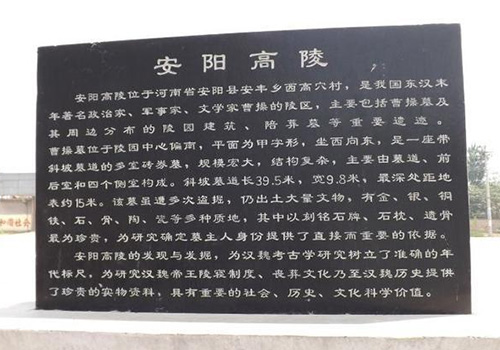 安阳高陵
安阳高陵位于河南省安阳县安丰乡西高穴村，是我国东汉末
年著名政治家、军事家、文学家曹操的陵区，主要包括曹操墓及
其周边分布的陵园建筑、陪葬墓等重要遗迹。
曹操墓位于陵园中心偏南，平面为甲字形，坐西向东，是一座带
斜坡墓道的多室砖券墓，规模宏大，结构复杂，主要由墓道、前
后室和四个侧室构成。斜坡墓道长39.5米，宽9.8米，最深处距地
表约15米。该墓虽遭多次盗掘，仍出土大量文物，有金、银、铜
铁、石、骨、陶、瓷等多种质地，其中以刻铭石牌、石枕、遗骨
最为珍贵，为研究确定墓主人身份提供了直接而重要的依据。
安阳高陵的发现与发掘，为汉魏考古学研究树立了准确的年
代标尺，为研究汉魏帝王陵寝制度、丧葬文化乃至汉魏历史提供
了珍贵的实物资料，具有重要的社会、历史、文化科学价值。